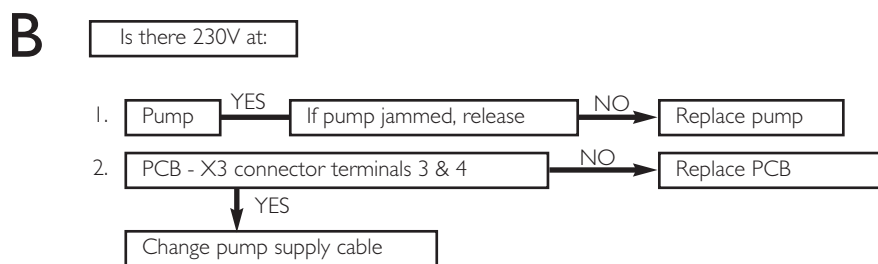 B
Is there 230V at:
1. Pump YES If pump jammed, release NO Replace pump
2. PCB - X3 connector terminals 3 & 4 NO Replace PCB
YES
Change pump supply cable